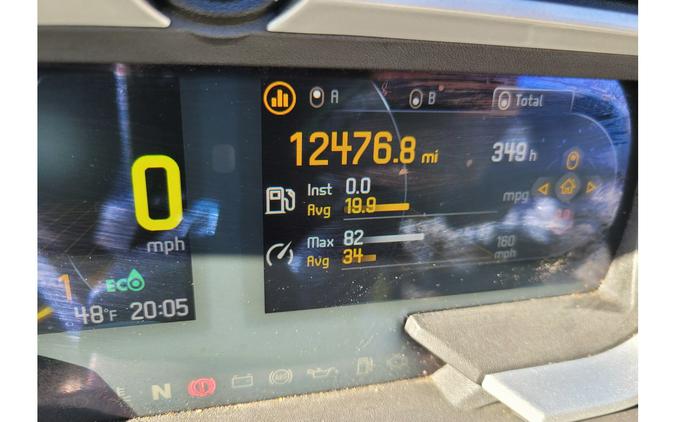 A B Total
12476.8 mi 349 h
0
mph
Inst 0.0
Avg 19.9 mpg
Max 82 160
Avg 34 mph
1 ECO
48°F 20:05
N ABS